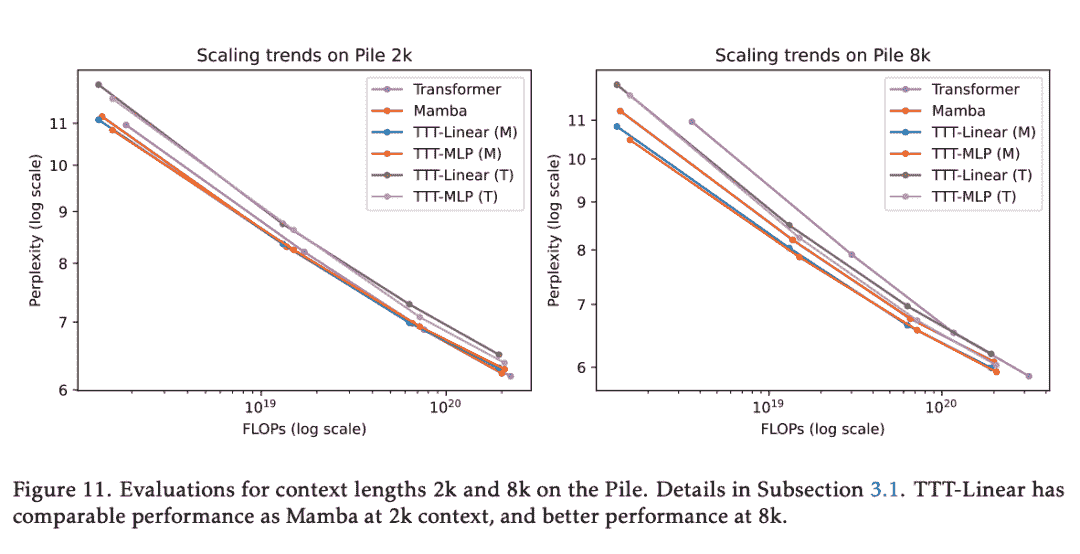 Scaling trends on Pile 2k
Perplexity (log scale)
11
10
9
8
7
6
10^19
10^20
FLOPs (log scale)
Transformer
Mamba
TTT-Linear (M)
TTT-MLP (M)
TTT-Linear (T)
TTT-MLP (T)
Scaling trends on Pile 8k
Perplexity (log scale)
11
10
9
8
7
6
10^19
10^20
FLOPs (log scale)
Transformer
Mamba
TTT-Linear (M)
TTT-MLP (M)
TTT-Linear (T)
TTT-MLP (T)
Figure 11. Evaluations for context lengths 2k and 8k on the Pile. Details in Subsection 3.1. TTT-Linear has
comparable performance as Mamba at 2k context, and better performance at 8k.